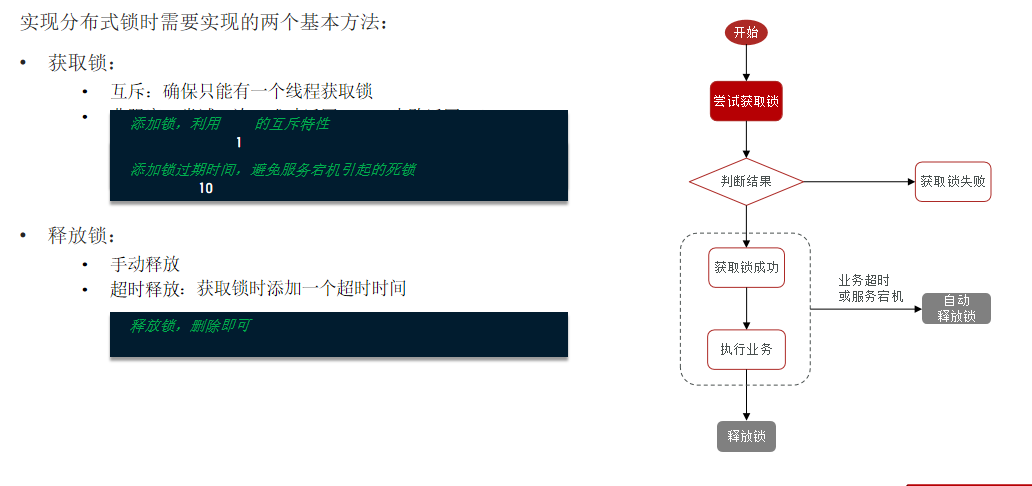 实现分布式锁时需要实现的两个基本方法：
• 获取锁：
• 互斥：确保只能有一个线程获取锁
•
添加锁，利用 的互斥特性
1
添加锁过期时间，避免服务宕机引起的死锁
10
• 释放锁：
• 手动释放
• 超时释放：获取锁时添加一个超时时间
释放锁，删除即可
开始
尝试获取锁
判断结果
获取锁失败
获取锁成功
业务超时
或服务宕机
自动
释放锁
执行业务
释放锁